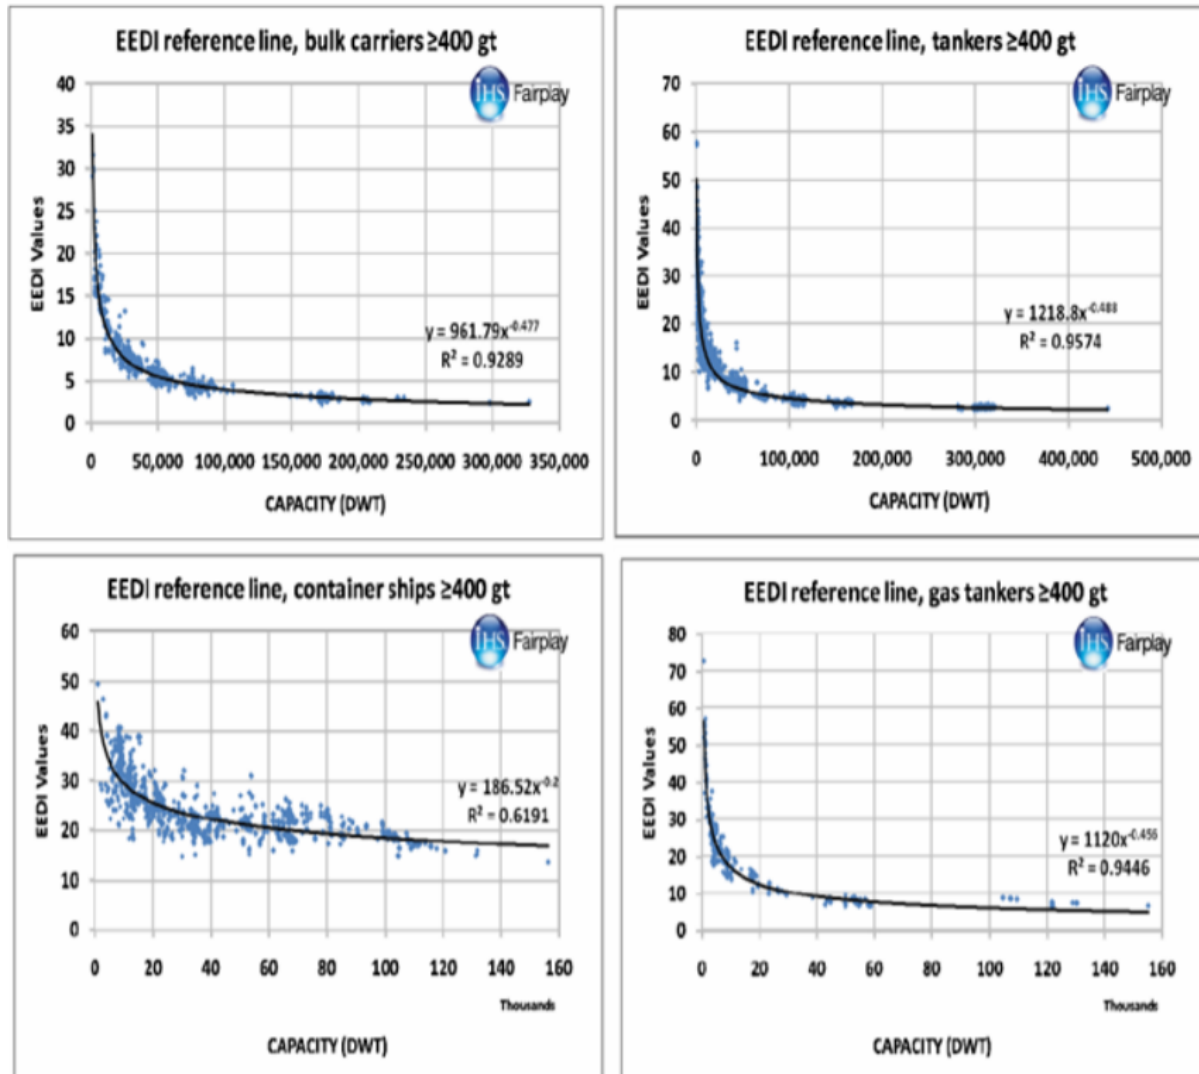 EEDI reference line, bulk carriers ≥400 gt
iHS Fairplay
EEDI Values
40
35
30
25
20
15
10
5
0
y = 961.79x^-0.477
R² = 0.9289
0 50,000 100,000 150,000 200,000 250,000 300,000 350,000
CAPACITY (DWT)
EEDI reference line, tankers ≥400 gt
iHS Fairplay
EEDI Values
70
60
50
40
30
20
10
0
y = 1218.8x^-0.488
R² = 0.9574
0 100,000 200,000 300,000 400,000 500,000
CAPACITY (DWT)
EEDI reference line, container ships ≥400 gt
iHS Fairplay
EEDI Values
60
50
40
30
20
10
0
y = 186.52x^-0.2
R² = 0.6191
0 20 40 60 80 100 120 140 160
Thousands
CAPACITY (DWT)
EEDI reference line, gas tankers ≥400 gt
iHS Fairplay
EEDI Values
80
70
60
50
40
30
20
10
0
y = 1120x^-0.456
R² = 0.9446
0 20 40 60 80 100 120 140 160
Thousands
CAPACITY (DWT)